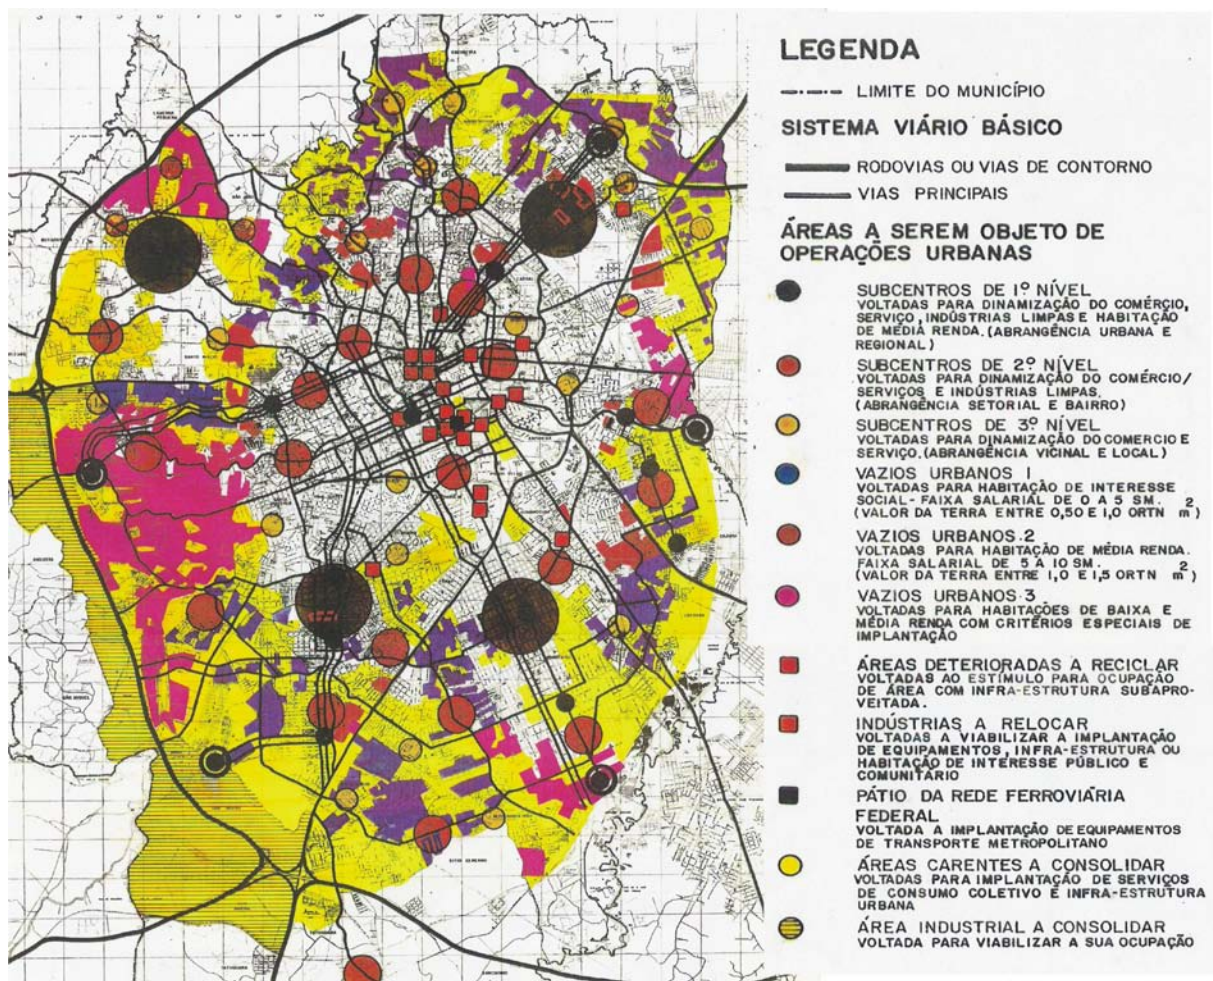 3 4 5 6 7 8 9 10
LEGENDA
LIMITE DO MUNICÍPIO
SISTEMA VIÁRIO BÁSICO
RODOVIAS OU VIAS DE CONTORNO
VIAS PRINCIPAIS
ÁREAS A SEREM OBJETO DE
OPERAÇÕES URBANAS
SUBCENTROS DE 1º NÍVEL
VOLTADAS PARA DINAMIZAÇÃO DO COMÉRÇIO,
SERVIÇO, INDÚSTRIAS LIMPAS E HABITAÇÃO
DE MÉDIA RENDA. (ABRANGÊNCIA URBANA E
REGIONAL)
SUBCENTROS DE 2º NÍVEL
VOLTADAS PARA DINAMIZAÇÃO DO COMÉRCIO/
SERVIÇOS E INDÚSTRIAS LIMPAS.
(ABRANGÊNCIA SETORIAL E BAIRRO)
SUBCENTROS DE 3º NÍVEL
VOLTADAS PARA DINAMIZAÇÃO DO COMERCIO E
SERVIÇO. (ABRANGÊNCIA VICINAL E LOCAL)
VAZIOS URBANOS 1
VOLTADAS PARA HABITAÇÃO DE INTERESSE
SOCIAL - FAIXA SALARIAL DE 0 A 5 SM.
(VALOR DA TERRA ENTRE 0,50 E 1,0 ORTN m²)
VAZIOS URBANOS.2
VOLTADAS PARA HABITAÇÃO DE MÉDIA RENDA.
FAIXA SALARIAL DE 5 A 10 SM.
(VALOR DA TERRA ENTRE 1,0 E 1,5 ORTN m²)
VAZIOS URBANOS 3
VOLTADAS PARA HABITAÇÕES DE BAIXA E
MÉDIA RENDA COM CRITÉRIOS ESPECIAIS DE
IMPLANTAÇÃO
ÁREAS DETERIORADAS A RECICLAR
VOLTADAS AO ESTÍMULO PARA OCUPAÇÃO
DE ÁREA COM INFRA-ESTRUTURA SUBAPRO-
VEITADA.
INDÚSTRIAS A RELOCAR
VOLTADAS A VIABILIZAR A IMPLANTAÇÃO
DE EQUIPAMENTOS, INFRA-ESTRUTURA OU
HABITAÇÃO DE INTERESSE PÚBLICO E
COMUNITÁRIO
PÁTIO DA REDE FERROVIÁRIA
FEDERAL
VOLTADA A IMPLANTAÇÃO DE EQUIPAMENTOS
DE TRANSPORTE METROPOLITANO
ÁREAS CARENTES A CONSOLIDAR
VOLTADAS PARA IMPLANTAÇÃO DE SERVIÇOS
DE CONSUMO COLETIVO E INFRA-ESTRUTURA
URBANA
ÁREA INDUSTRIAL A CONSOLIDAR
VOLTADA PARA VIABILIZAR A SUA OCUPAÇÃO